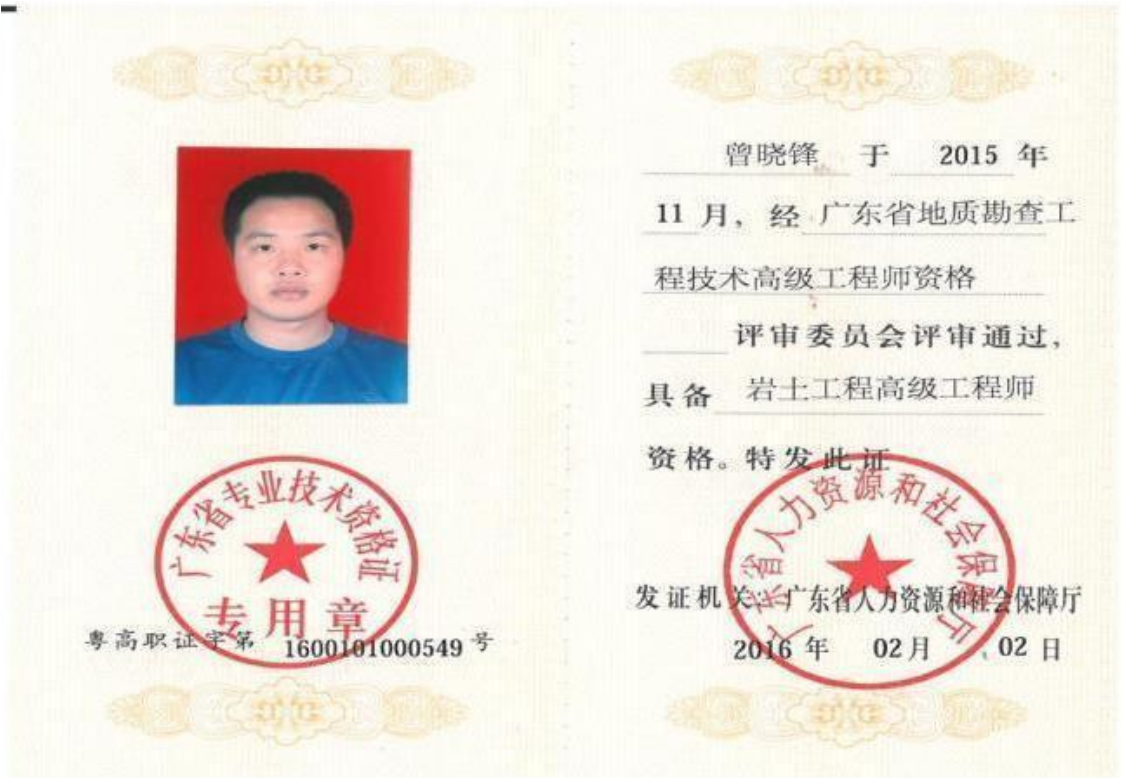 广东省专业技术资格证
专用章
粤高职证字第 1600101000549 号
曾晓锋 于 2015 年
11 月，经 广东省地质勘查工
程技术高级工程师资格
评审委员会评审通过，
具备 岩土工程高级工程师
资格。特发此证
广东省人力资源和社会保障厅
发证机关：广东省人力资源和社会保障厅
2016 年 02 月 02 日